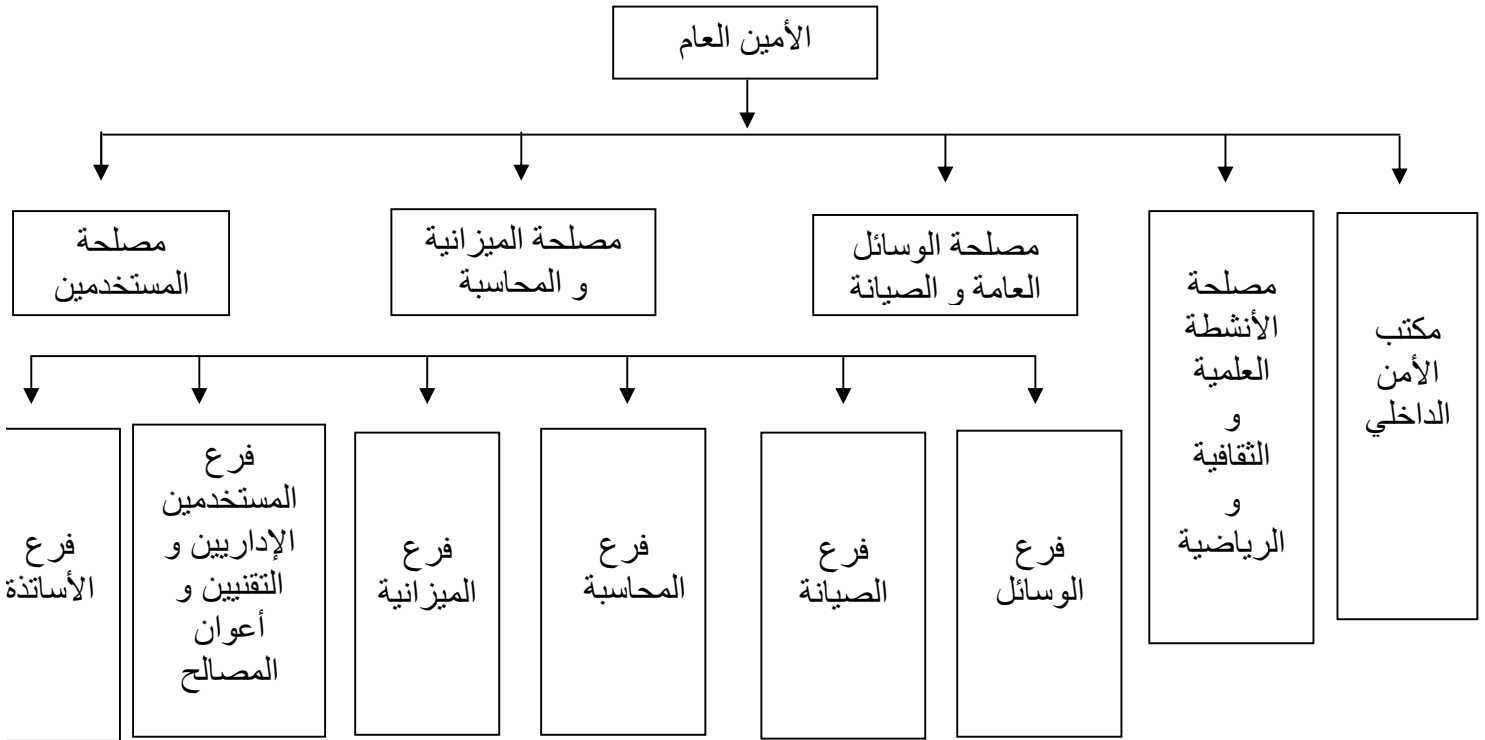 الأمين العام
مكتب
الأمن
الداخلي
مصلحة
الأنشطة
العلمية
و
الثقافية
و
الرياضية
مصلحة الوسائل
العامة و الصيانة
مصلحة الميزانية
و المحاسبة
مصلحة
المستخدمين
فرع
الوسائل
فرع
الصيانة
فرع
المحاسبة
فرع
الميزانية
فرع
المستخدمين
الإداريين و
التقنيين و
أعوان
المصالح
فرع
الأساتذة